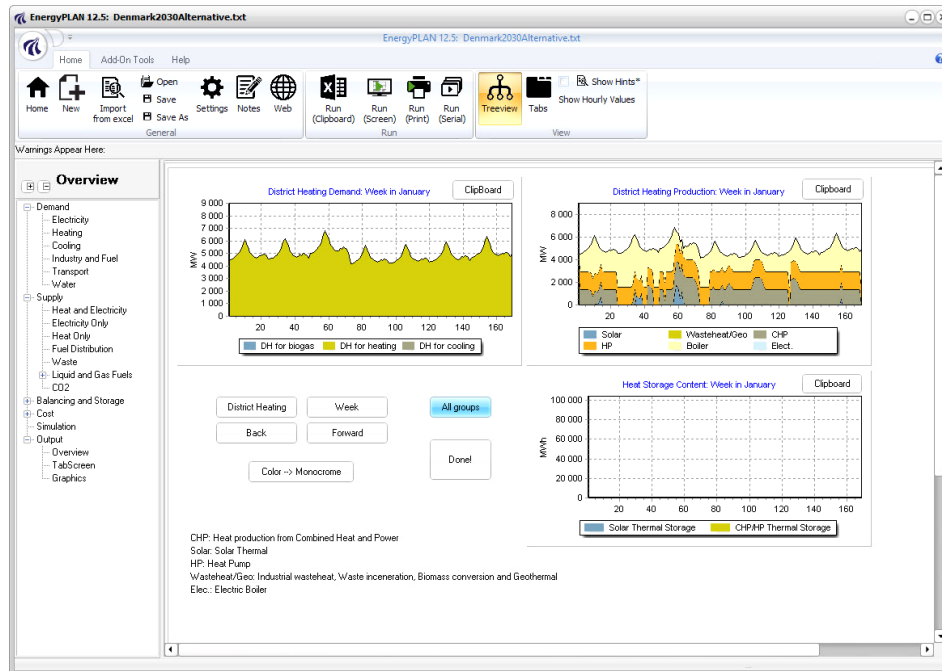 EnergyPLAN 12.5: Denmark2030Alternative.txt
EnergyPLAN 12.5: Denmark2030Alternative.txt
Home Add-On Tools Help
Home New Import from excel Open Save Save As Settings Notes Web Run (Clipboard) Run (Screen) Run (Print) Run (Serial) Treeview Tabs Show Hints* Show Hourly Values
General Run View
Warnings Appear Here:
Overview
Demand
Electricity
Heating
Cooling
Industry and Fuel
Transport
Water
Supply
Heat and Electricity
Electricity Only
Heat Only
Fuel Distribution
Waste
Liquid and Gas Fuels
CO2
Balancing and Storage
Cost
Simulation
Output
Overview
TabScreen
Graphics
District Heating Demand: Week in January
ClipBoard
MW
9 000
8 000
7 000
6 000
5 000
4 000
3 000
2 000
1 000
0
20 40 60 80 100 120 140 160
DH for biogas DH for heating DH for cooling
District Heating Production: Week in January
Clipboard
MW
8 000
6 000
4 000
2 000
0
20 40 60 80 100 120 140 160
Solar Wasteheat/Geo CHP
HP Boiler Elect.
District Heating Week All groups
Back Forward
Done!
Color --> Monocrome
Heat Storage Content: Week in January
Clipboard
MWh
100 000
80 000
60 000
40 000
20 000
0
20 40 60 80 100 120 140 160
Solar Thermal Storage CHP/HP Thermal Storage
CHP: Heat production from Combined Heat and Power
Solar: Solar Thermal
HP: Heat Pump
Wasteheat/Geo: Industrial wasteheat, Waste inceneration, Biomass conversion and Geothermal
Elec.: Electric Boiler